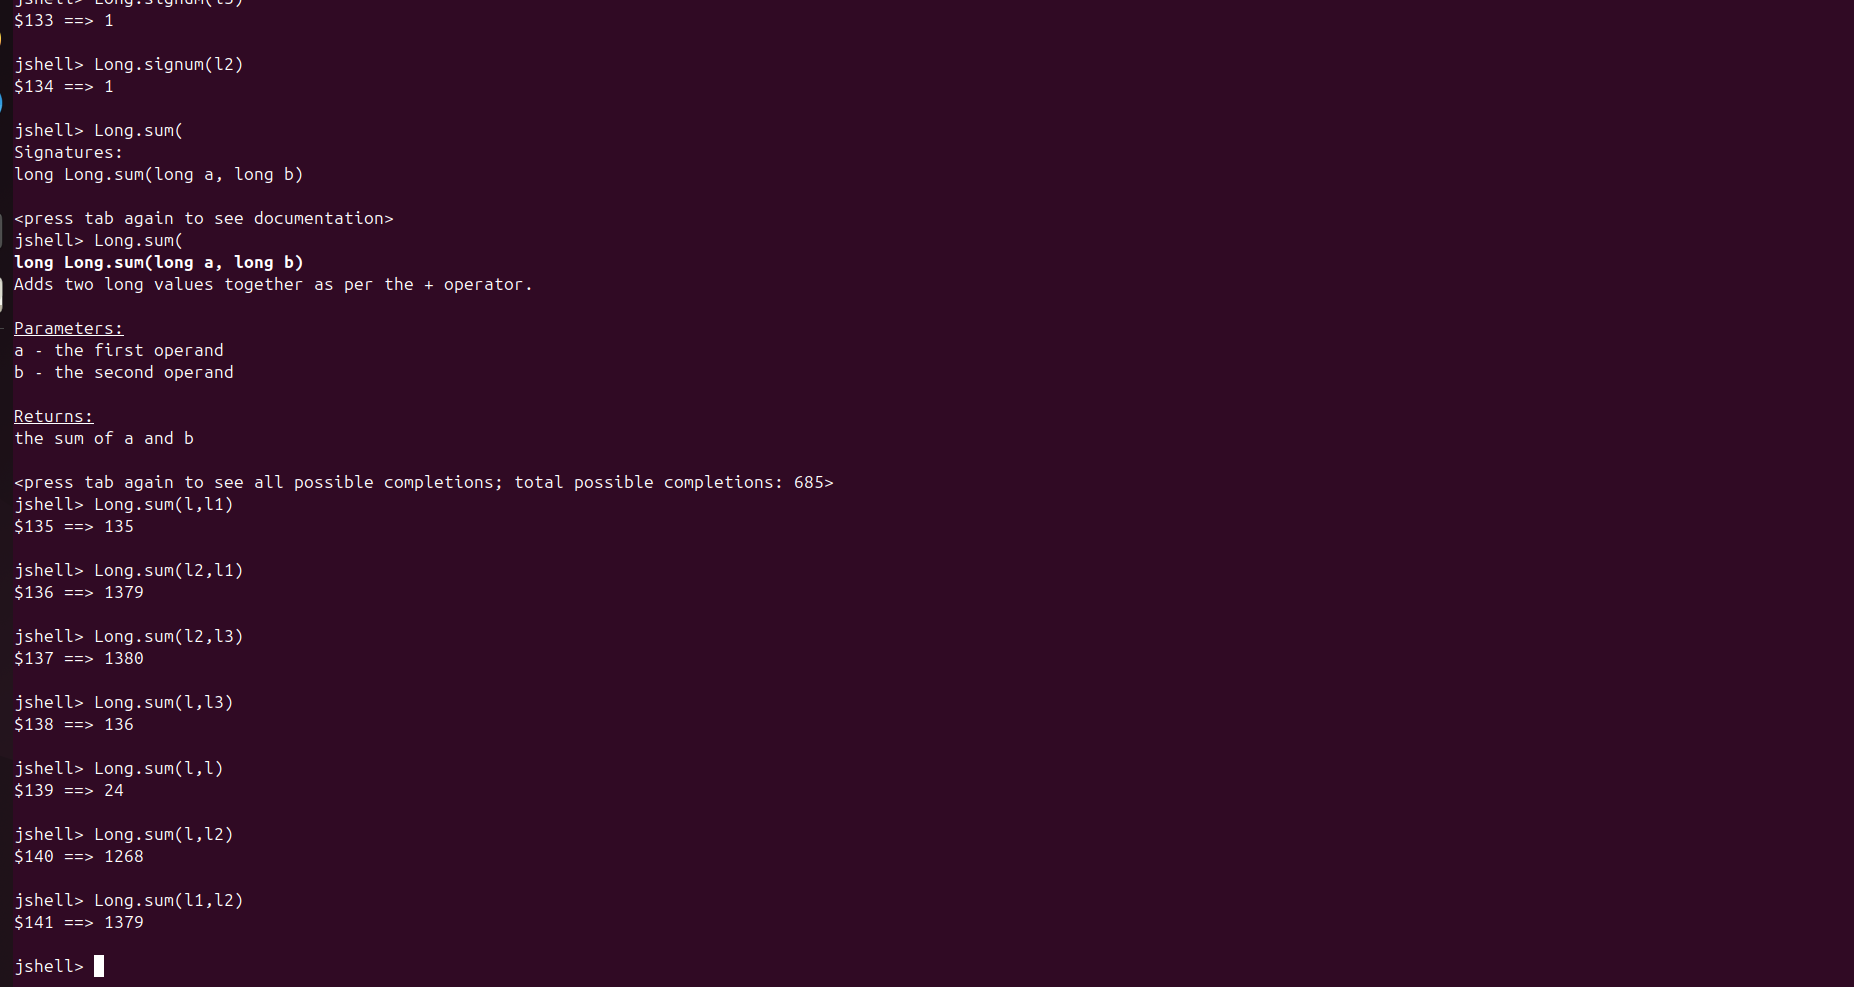 jshell> Long.signum(l3)
$133 ==> 1
jshell> Long.signum(l2)
$134 ==> 1
jshell> Long.sum(
Signatures:
long Long.sum(long a, long b)
<press tab again to see documentation>
jshell> Long.sum(
long Long.sum(long a, long b)
Adds two long values together as per the + operator.
Parameters:
a - the first operand
b - the second operand
Returns:
the sum of a and b
<press tab again to see all possible completions; total possible completions: 685>
jshell> Long.sum(l,l1)
$135 ==> 135
jshell> Long.sum(l2,l1)
$136 ==> 1379
jshell> Long.sum(l2,l3)
$137 ==> 1380
jshell> Long.sum(l,l3)
$138 ==> 136
jshell> Long.sum(l,l)
$139 ==> 24
jshell> Long.sum(l,l2)
$140 ==> 1268
jshell> Long.sum(l1,l2)
$141 ==> 1379
jshell>